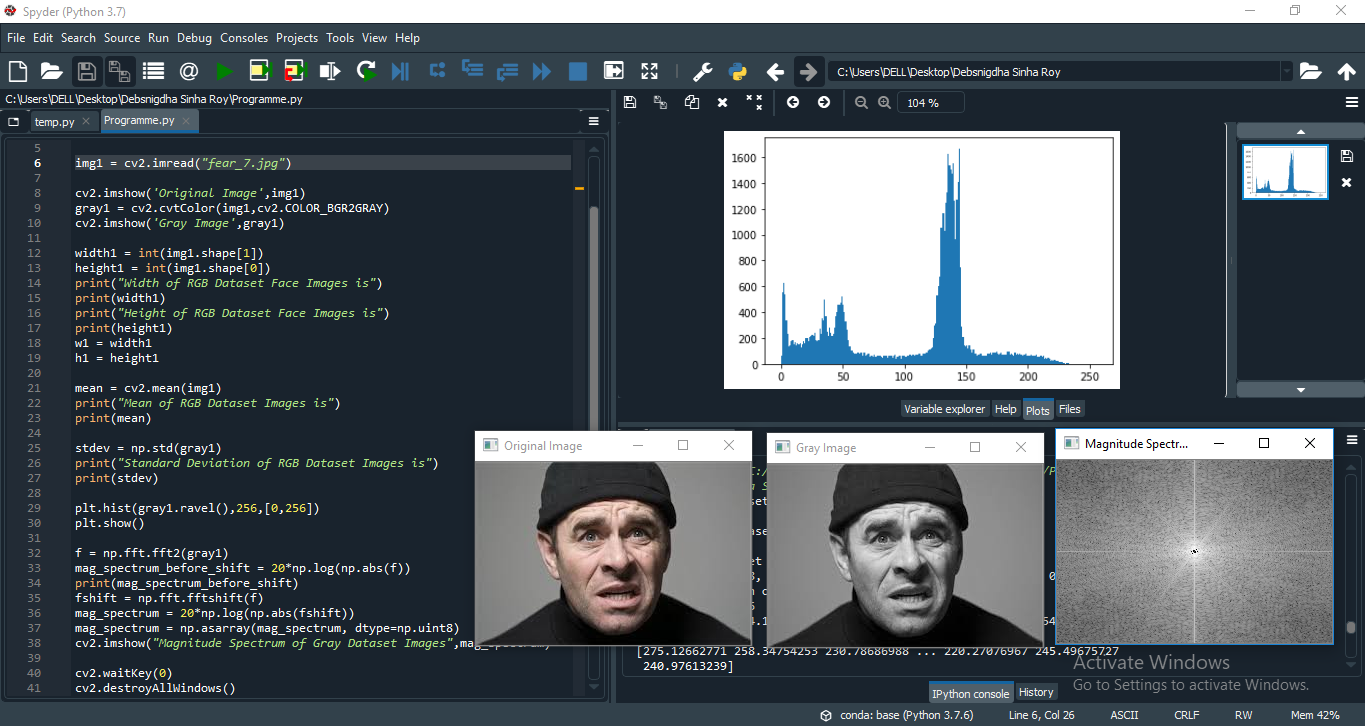 Spyder (Python 3.7)
File Edit Search Source Run Debug Consoles Projects Tools View Help
C:\Users\DELL\Desktop\Debsnigdha Sinha Roy
C:\Users\DELL\Desktop\Debsnigdha Sinha Roy\Programme.py
temp.py
Programme.py
5
6 img1 = cv2.imread("fear_7.jpg")
7
8 cv2.imshow('Original Image',img1)
9 gray1 = cv2.cvtColor(img1,cv2.COLOR_BGR2GRAY)
10 cv2.imshow('Gray Image',gray1)
11
12 width1 = int(img1.shape[1])
13 height1 = int(img1.shape[0])
14 print("Width of RGB Dataset Face Images is")
15 print(width1)
16 print("Height of RGB Dataset Face Images is")
17 print(height1)
18 w1 = width1
19 h1 = height1
20
21 mean = cv2.mean(img1)
22 print("Mean of RGB Dataset Images is")
23 print(mean)
24
25 stdev = np.std(gray1)
26 print("Standard Deviation of RGB Dataset Images is")
27 print(stdev)
28
29 plt.hist(gray1.ravel(),256,[0,256])
30 plt.show()
31
32 f = np.fft.fft2(gray1)
33 mag_spectrum_before_shift = 20*np.log(np.abs(f))
34 print(mag_spectrum_before_shift)
35 fshift = np.fft.fftshift(f)
36 mag_spectrum = 20*np.log(np.abs(fshift))
37 mag_spectrum = np.asarray(mag_spectrum, dtype=np.uint8)
38 cv2.imshow("Magnitude Spectrum of Gray Dataset Images",mag_spectrum)
39
40 cv2.waitKey(0)
41 cv2.destroyAllWindows()
104 %
1600
1400
1200
1000
800
600
400
200
0
0 50 100 150 200 250
Variable explorer Help Plots Files
Original Image
Gray Image
Magnitude Spectr...
[275.12662771 258.34754253 230.78686988 ... 220.27076967 245.49675727
240.97613239]
Activate Windows
Go to Settings to activate Windows.
IPython console History
conda: base (Python 3.7.6) Line 6, Col 26 ASCII CRLF RW Mem 42%